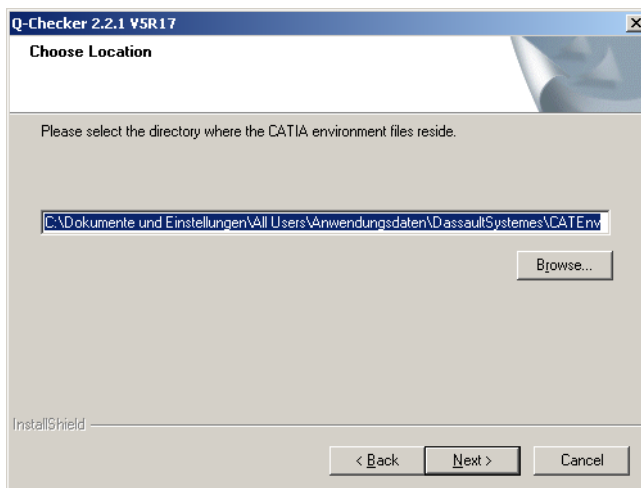 Q-Checker 2.2.1 V5R17
Choose Location
Please select the directory where the CATIA environment files reside.
C:\Dokumente und Einstellungen\All Users\Anwendungsdaten\DassaultSystemes\CATEnv
Browse...
InstallShield
< Back
Next >
Cancel